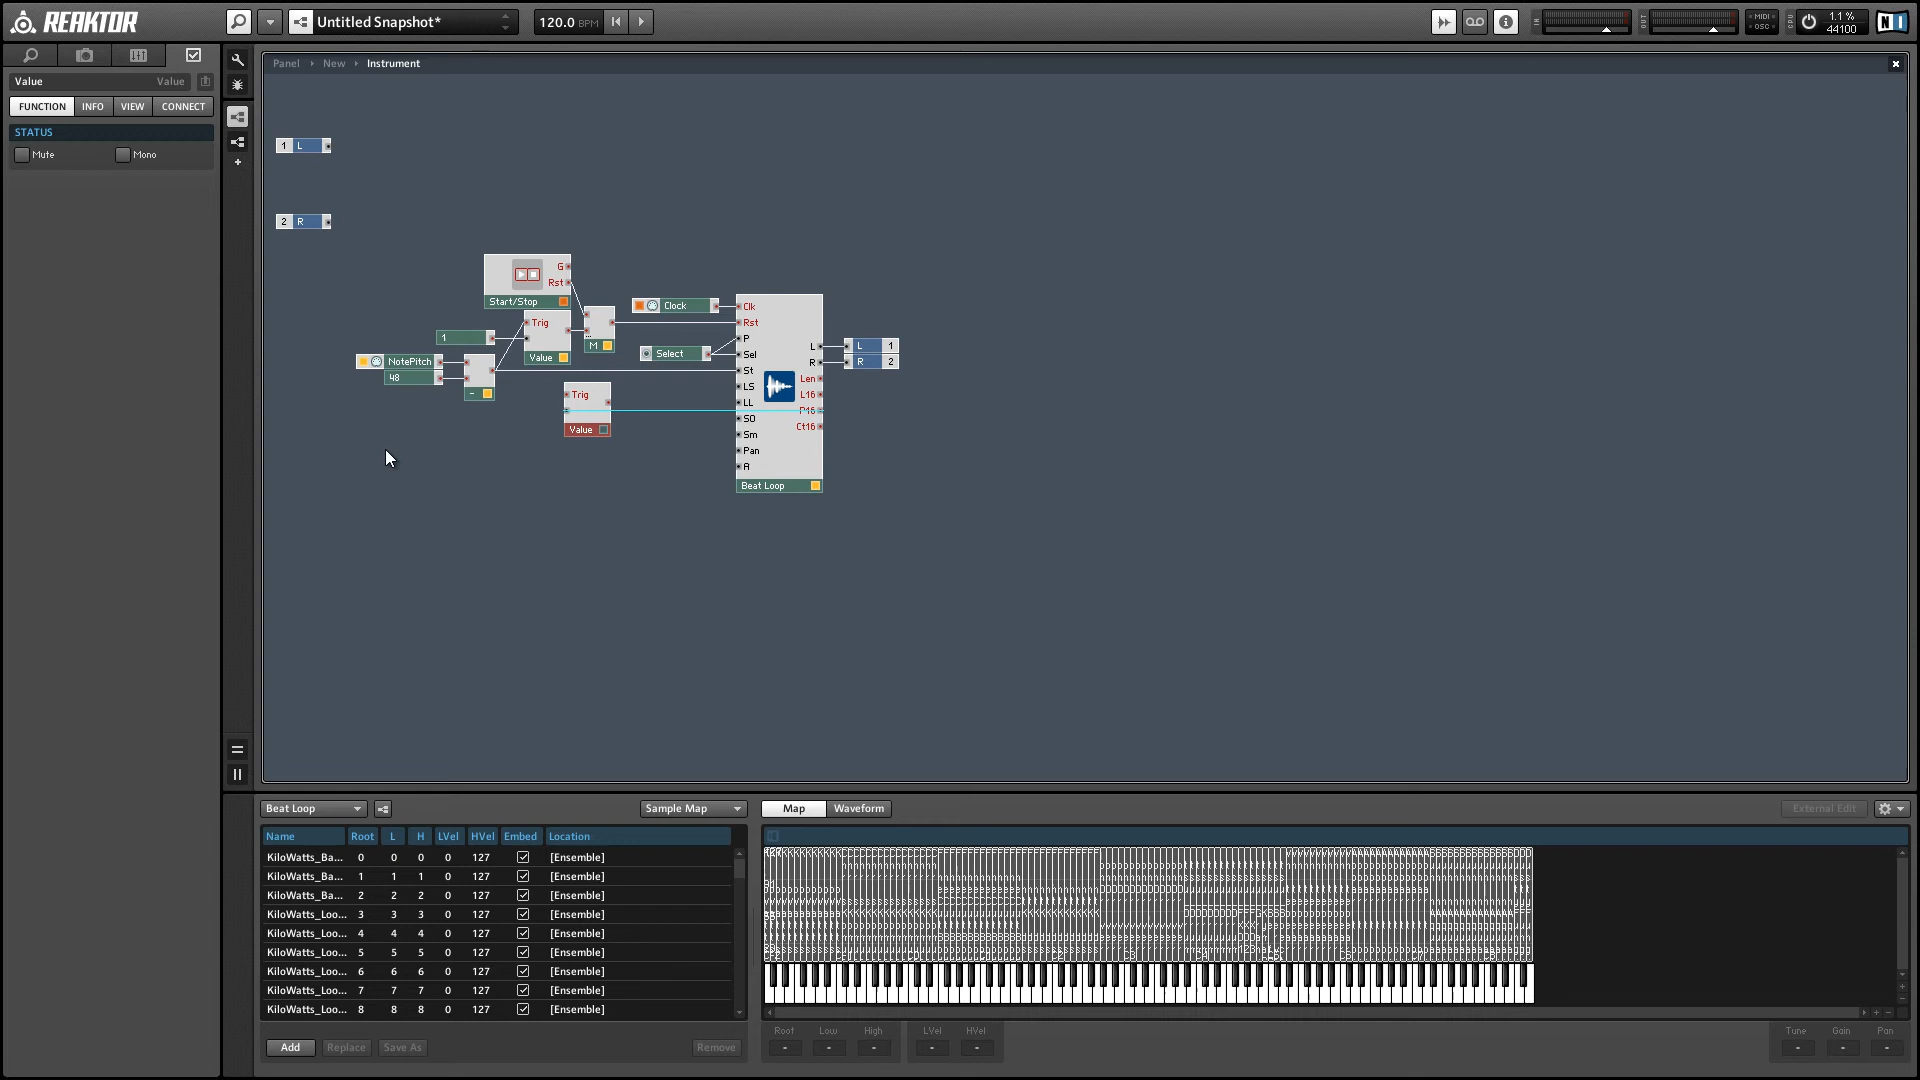 REAKTOR
Untitled Snapshot*
120.0 BPM
IN
OUT
MIDI
OSC
CPU
1.1 %
44100
Value Value
FUNCTION INFO VIEW CONNECT
STATUS
Mute Mono
Panel New Instrument
1 L
2 R
G
Rst
Start/Stop
Trig
Value
1
NotePitch
48
-
M
Clock
Select
Trig
Value
Clk
Rst
P
Sel
St
LS
LL
SO
Sm
Pan
A
L
R
Len
L16
P16
Ct16
Beat Loop
L 1
R 2
Beat Loop
Sample Map
Map Waveform
External Edit
Name Root L H LVel HVel Embed Location
KiloWatts_Ba... 0 0 0 0 127 [Ensemble]
KiloWatts_Ba... 1 1 1 0 127 [Ensemble]
KiloWatts_Ba... 2 2 2 0 127 [Ensemble]
KiloWatts_Loo... 3 3 3 0 127 [Ensemble]
KiloWatts_Loo... 4 4 4 0 127 [Ensemble]
KiloWatts_Loo... 5 5 5 0 127 [Ensemble]
KiloWatts_Loo... 6 6 6 0 127 [Ensemble]
KiloWatts_Loo... 7 7 7 0 127 [Ensemble]
KiloWatts_Loo... 8 8 8 0 127 [Ensemble]
Add Replace Save As Remove
Root Low High LVel HVel Tune Gain Pan
- - - - - - - -